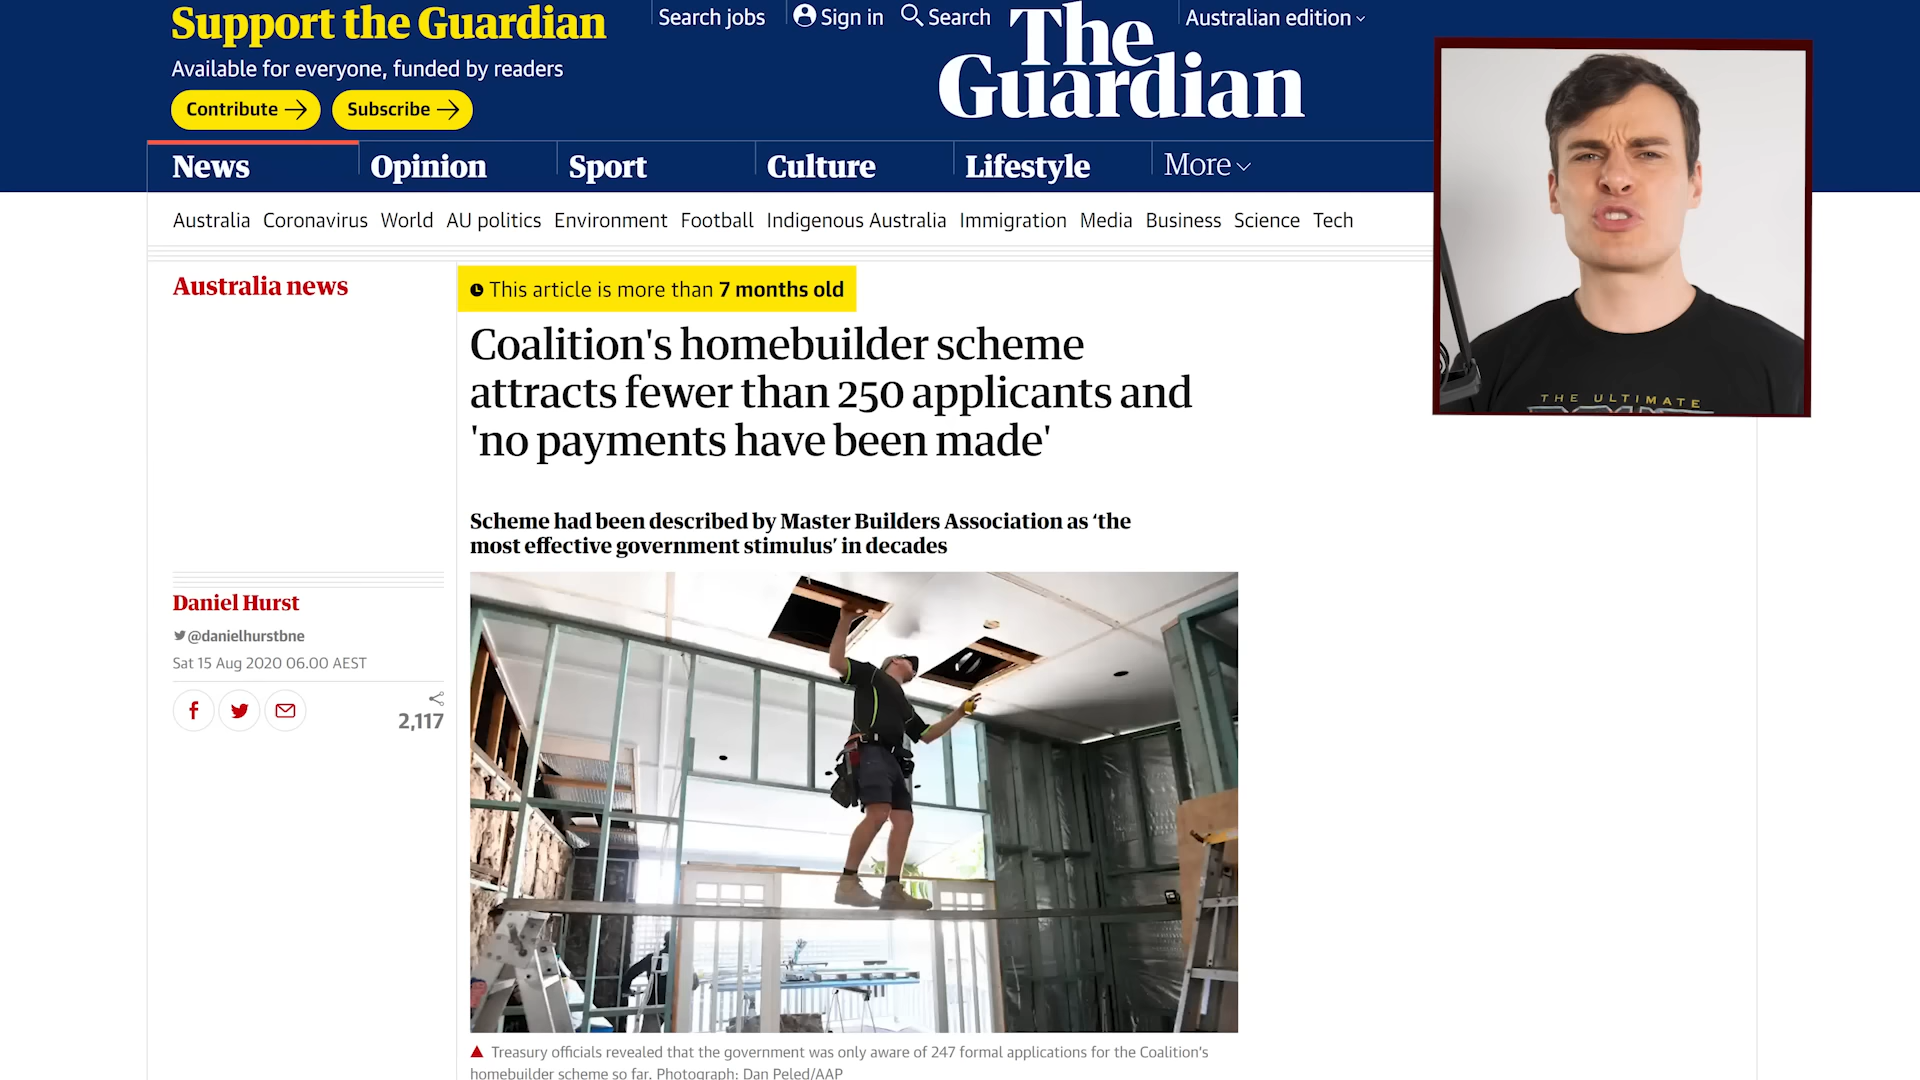 Support the Guardian
Available for everyone, funded by readers
Contribute
Subscribe
Search jobs
Sign in
Search
The
Guardian
Australian edition
News
Opinion
Sport
Culture
Lifestyle
More
Australia Coronavirus World AU politics Environment Football Indigenous Australia Immigration Media Business Science Tech
Australia news
This article is more than 7 months old
Coalition's homebuilder scheme
attracts fewer than 250 applicants and
'no payments have been made'
Scheme had been described by Master Builders Association as ‘the
most effective government stimulus’ in decades
Daniel Hurst
@danielhurstbne
Sat 15 Aug 2020 06.00 AEST
2,117
Treasury officials revealed that the government was only aware of 247 formal applications for the Coalition’s
homebuilder scheme so far. Photograph: Dan Peled/AAP
THE ULTIMATE